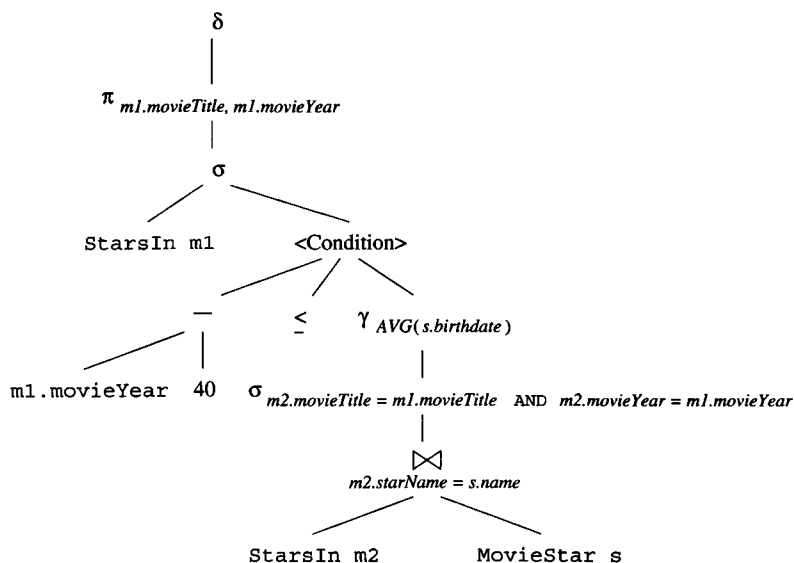 δ
π m1.movieTitle, m1.movieYear
σ
StarsIn m1 <Condition>
− ≤ γ AVG(s.birthdate)
m1.movieYear 40 σ m2.movieTitle = m1.movieTitle AND m2.movieYear = m1.movieYear
⋈
m2.starName = s.name
StarsIn m2 MovieStar s